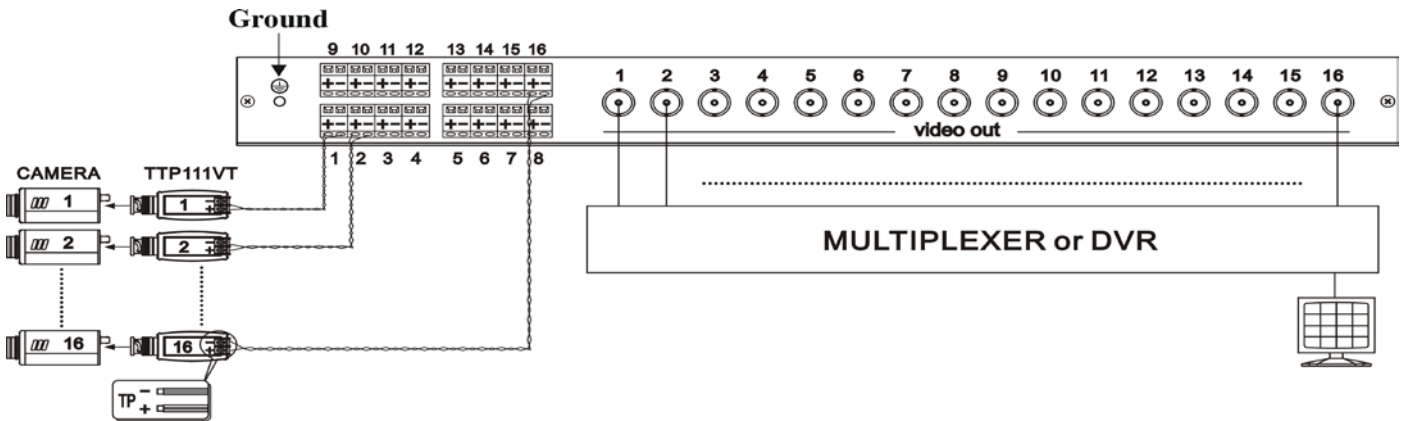 Ground
9 10 11 12 13 14 15 16
+- +- +- +- +- +- +- +-
1 2 3 4 5 6 7 8 9 10 11 12 13 14 15 16
+- +- +- +- +- +- +- +-
video out
1 2 3 4 5 6 7 8
CAMERA TTP111VT
1 1 - +
2 2 - +
16 16 - +
TP - +
MULTIPLEXER or DVR